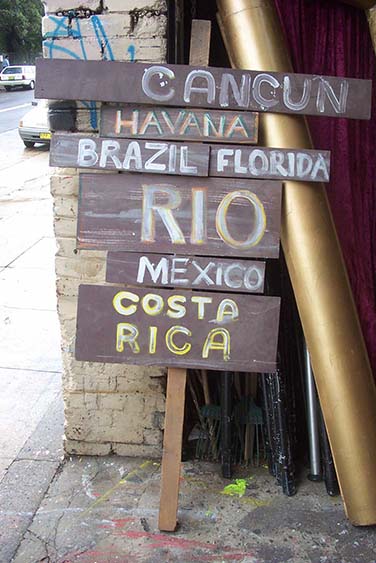 CANCUN
HAVANA
BRAZIL FLORIDA
RIO
MEXICO
COSTA
RICA